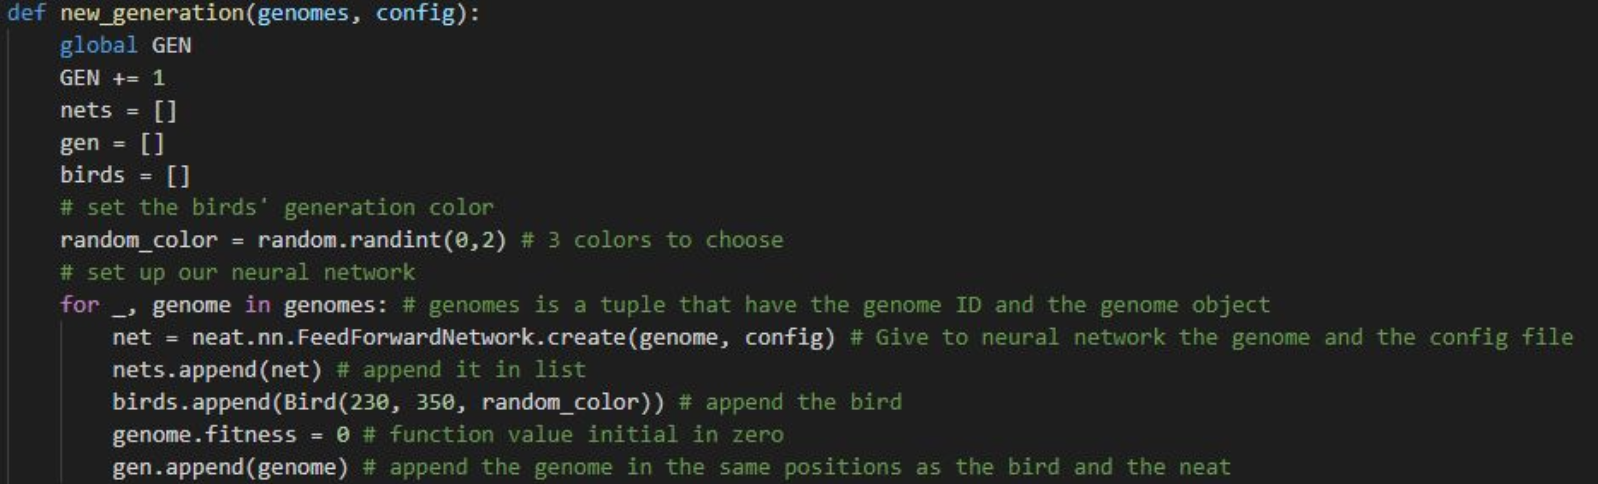 def new_generation(genomes, config):
    global GEN
    GEN += 1
    nets = []
    gen = []
    birds = []
    # set the birds' generation color
    random_color = random.randint(0,2) # 3 colors to choose
    # set up our neural network
    for _, genome in genomes: # genomes is a tuple that have the genome ID and the genome object
        net = neat.nn.FeedForwardNetwork.create(genome, config) # Give to neural network the genome and the config file
        nets.append(net) # append it in list
        birds.append(Bird(230, 350, random_color)) # append the bird
        genome.fitness = 0 # function value initial in zero
        gen.append(genome) # append the genome in the same positions as the bird and the neat